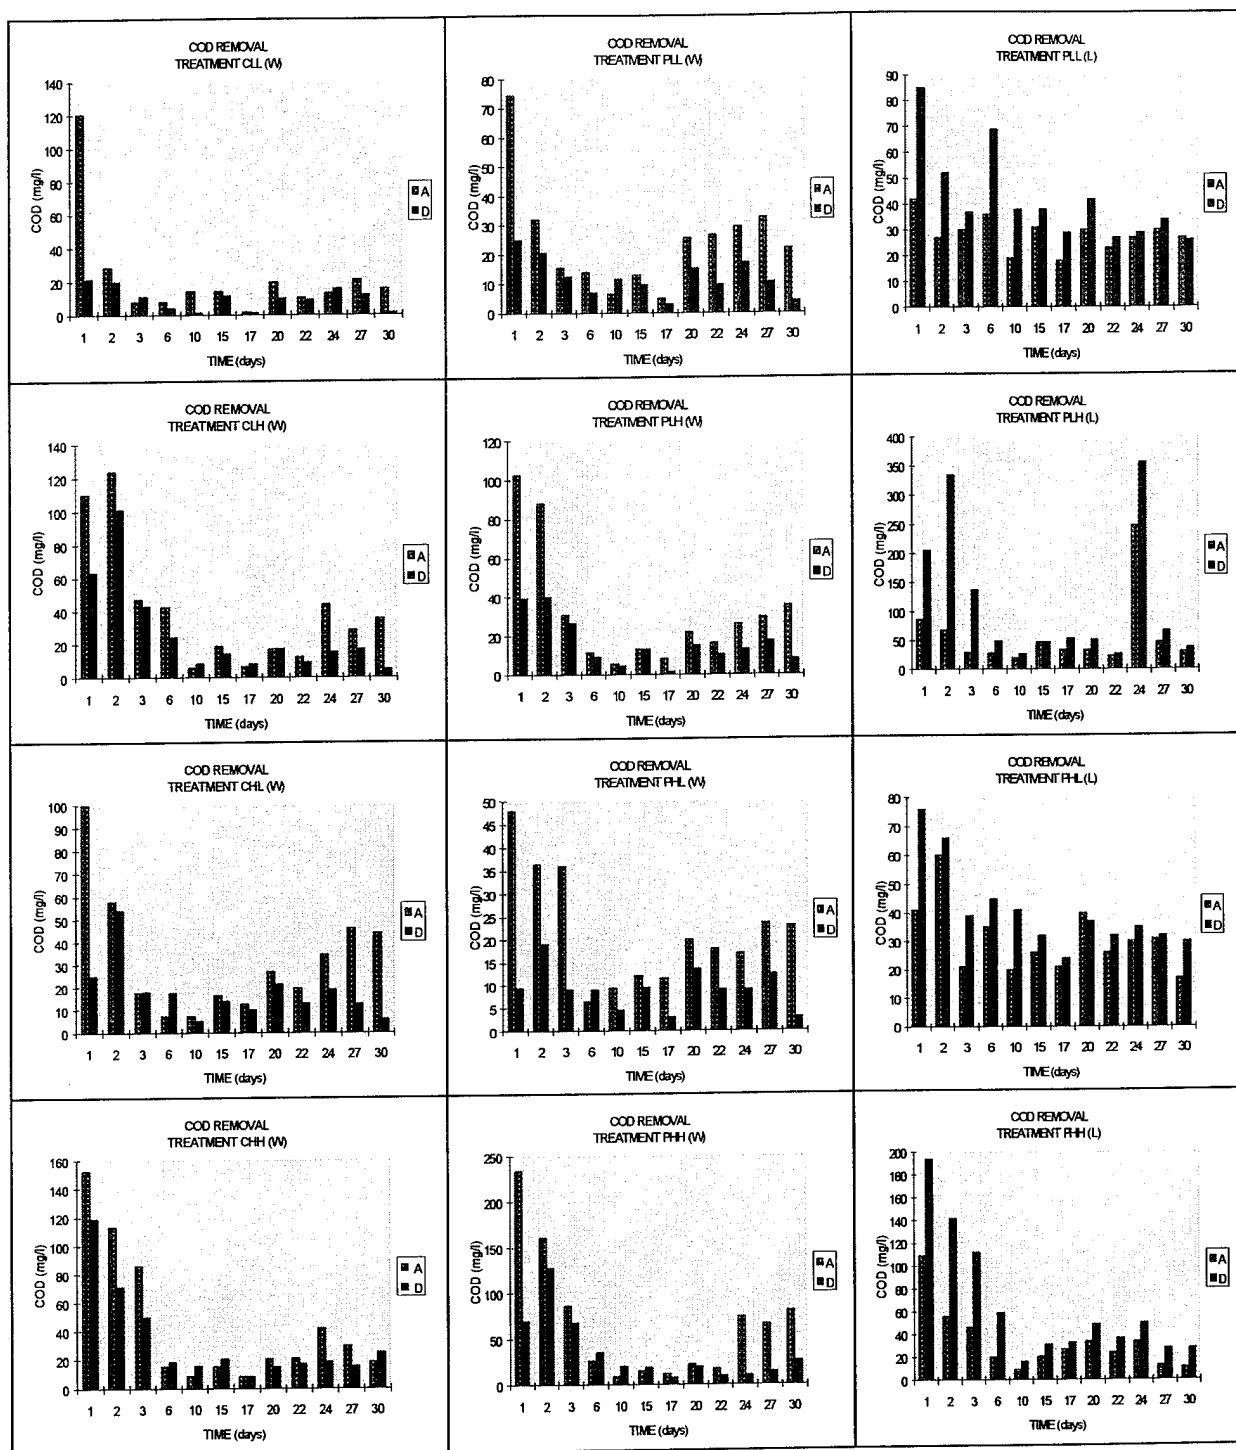 COD REMOVAL
TREATMENT CLL (W)
140
120
100
80
60
40
20
0
COD (mg/l)
1 2 3 6 10 15 17 20 22 24 27 30
TIME (days)
A
D
COD REMOVAL
TREATMENT PLL (W)
80
70
60
50
40
30
20
10
0
COD (mg/l)
1 2 3 6 10 15 17 20 22 24 27 30
TIME (days)
A
D
COD REMOVAL
TREATMENT PLL (L)
90
80
70
60
50
40
30
20
10
0
COD (mg/l)
1 2 3 6 10 15 17 20 22 24 27 30
TIME (days)
A
D
COD REMOVAL
TREATMENT CLH (W)
140
120
100
80
60
40
20
0
COD (mg/l)
1 2 3 6 10 15 17 20 22 24 27 30
TIME (days)
A
D
COD REMOVAL
TREATMENT PLH (W)
120
100
80
60
40
20
0
COD (mg/l)
1 2 3 6 10 15 17 20 22 24 27 30
TIME (days)
A
D
COD REMOVAL
TREATMENT PLH (L)
400
350
300
250
200
150
100
50
0
COD (mg/l)
1 2 3 6 10 15 17 20 22 24 27 30
TIME (days)
A
D
COD REMOVAL
TREATMENT CHL (W)
100
90
80
70
60
50
40
30
20
10
0
COD (mg/l)
1 2 3 6 10 15 17 20 22 24 27 30
TIME (days)
A
D
COD REMOVAL
TREATMENT PHL (W)
50
45
40
35
30
25
20
15
10
5
0
COD (mg/l)
1 2 3 6 10 15 17 20 22 24 27 30
TIME (days)
A
D
COD REMOVAL
TREATMENT PHL (L)
80
70
60
50
40
30
20
10
0
COD (mg/l)
1 2 3 6 10 15 17 20 22 24 27 30
TIME (days)
A
D
COD REMOVAL
TREATMENT CHH (W)
160
140
120
100
80
60
40
20
0
COD (mg/l)
1 2 3 6 10 15 17 20 22 24 27 30
TIME (days)
A
D
COD REMOVAL
TREATMENT PHH (W)
250
200
150
100
50
0
COD (mg/l)
1 2 3 6 10 15 17 20 22 24 27 30
TIME (days)
A
D
COD REMOVAL
TREATMENT PHH (L)
200
180
160
140
120
100
80
60
40
20
0
COD (mg/l)
1 2 3 6 10 15 17 20 22 24 27 30
TIME (days)
A
D